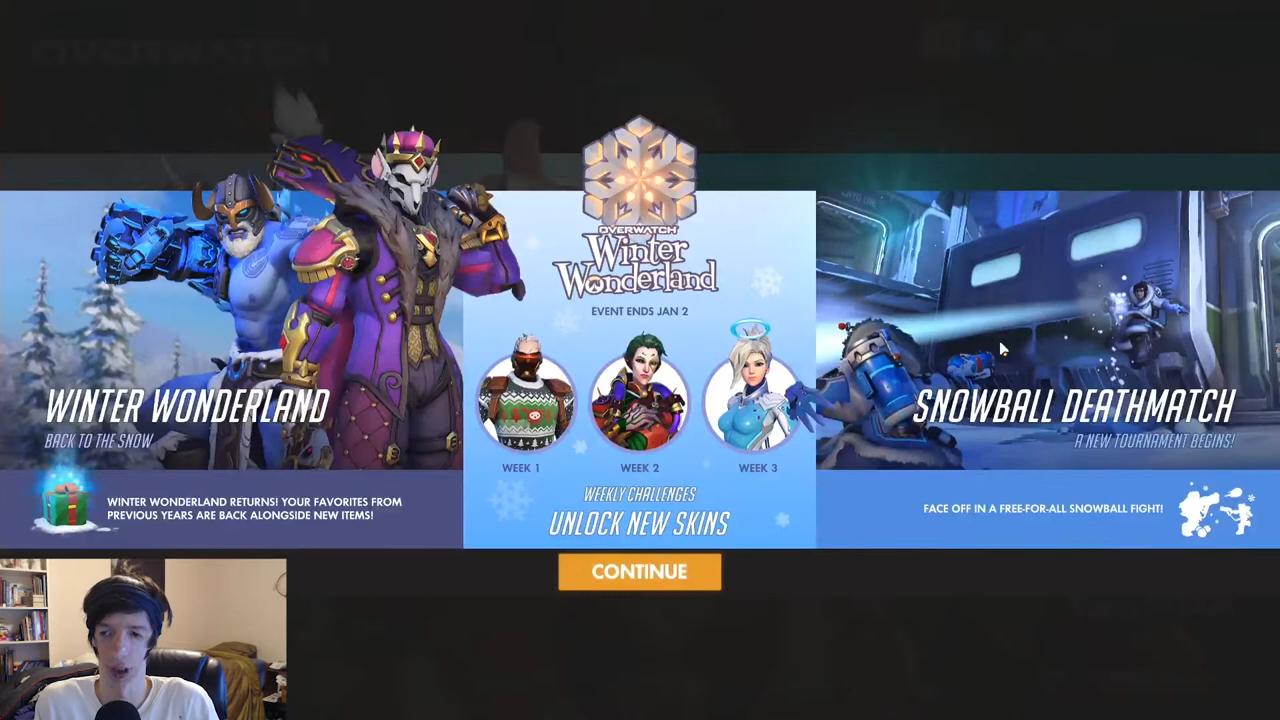 OVERWATCH
OVERWATCH
Winter
Wonderland
EVENT ENDS JAN 2
WINTER WONDERLAND
BACK TO THE SNOW
WINTER WONDERLAND RETURNS! YOUR FAVORITES FROM
PREVIOUS YEARS ARE BACK ALONGSIDE NEW ITEMS!
WEEK 1
WEEK 2
WEEK 3
WEEKLY CHALLENGES
UNLOCK NEW SKINS
SNOWBALL DEATHMATCH
A NEW TOURNAMENT BEGINS!
FACE OFF IN A FREE-FOR-ALL SNOWBALL FIGHT!
CONTINUE